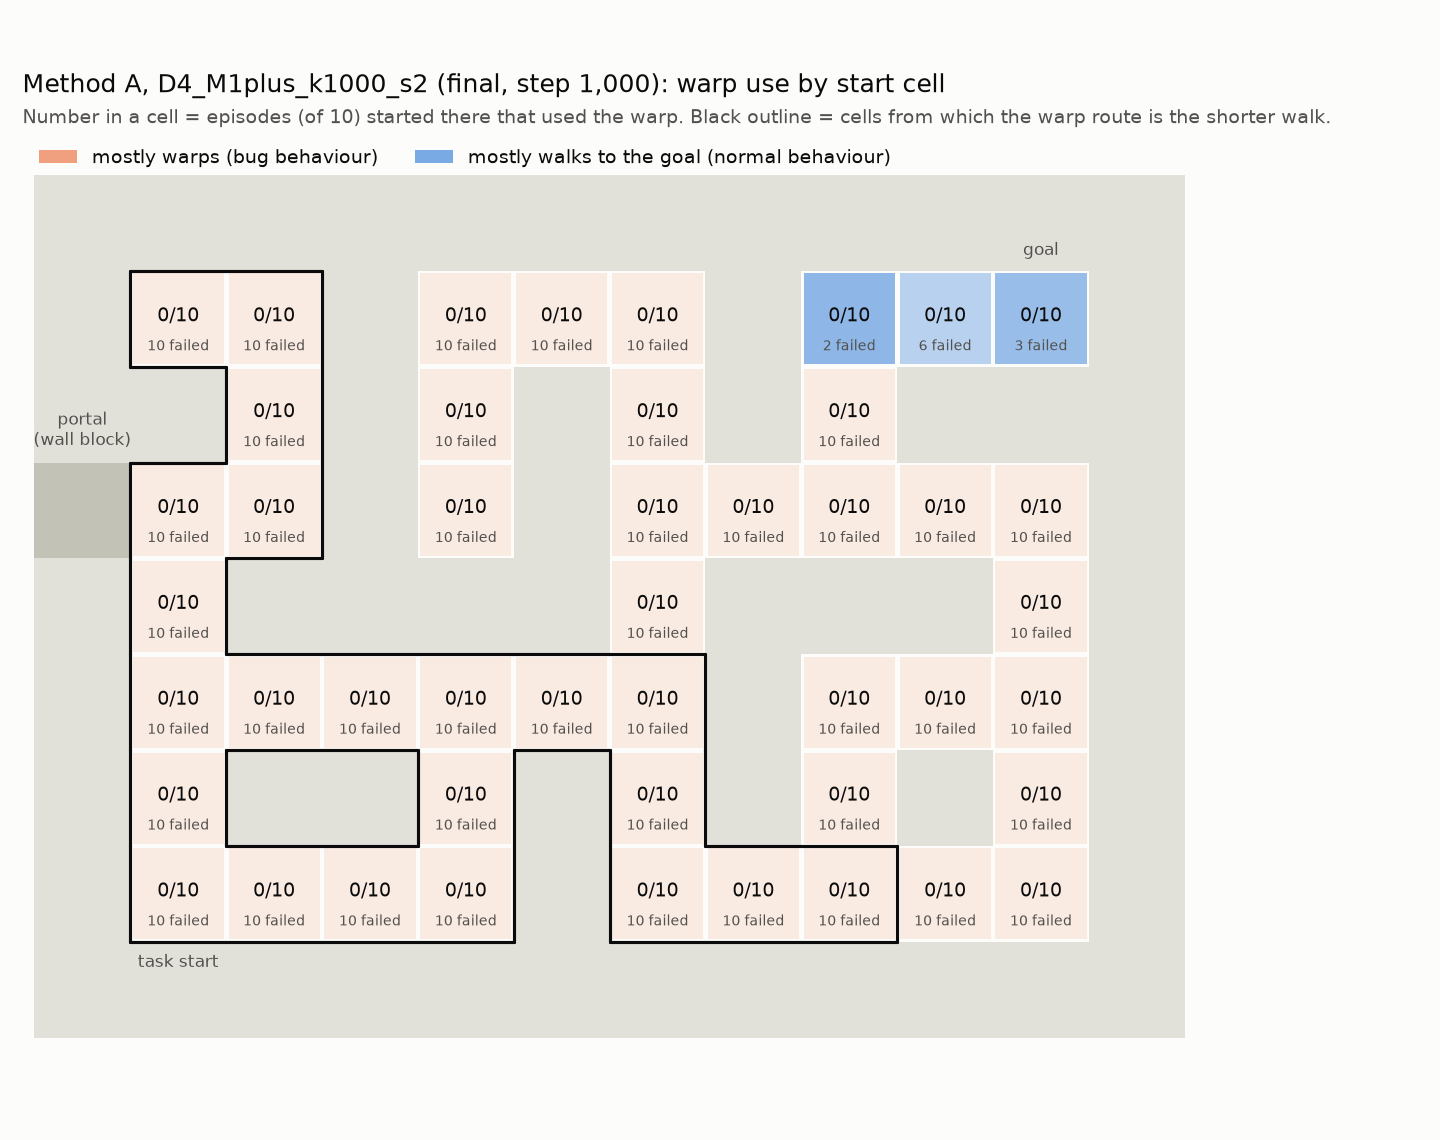 Method A, D4_M1plus_k1000_s2 (final, step 1,000): warp use by start cell
Number in a cell = episodes (of 10) started there that used the warp. Black outline = cells from which the warp route is the shorter walk.
mostly warps (bug behaviour) mostly walks to the goal (normal behaviour)
goal
0/10 0/10 0/10 0/10 0/10 0/10 0/10 0/10
10 failed 10 failed 10 failed 10 failed 10 failed 2 failed 6 failed 3 failed
portal
(wall block)
0/10 0/10 0/10 0/10
10 failed 10 failed 10 failed 10 failed
0/10 0/10 0/10 0/10 0/10 0/10 0/10 0/10
10 failed 10 failed 10 failed 10 failed 10 failed 10 failed 10 failed 10 failed
0/10 0/10 0/10
10 failed 10 failed 10 failed
0/10 0/10 0/10 0/10 0/10 0/10 0/10 0/10 0/10
10 failed 10 failed 10 failed 10 failed 10 failed 10 failed 10 failed 10 failed 10 failed
0/10 0/10 0/10 0/10 0/10
10 failed 10 failed 10 failed 10 failed 10 failed
0/10 0/10 0/10 0/10 0/10 0/10 0/10 0/10 0/10
10 failed 10 failed 10 failed 10 failed 10 failed 10 failed 10 failed 10 failed 10 failed
task start